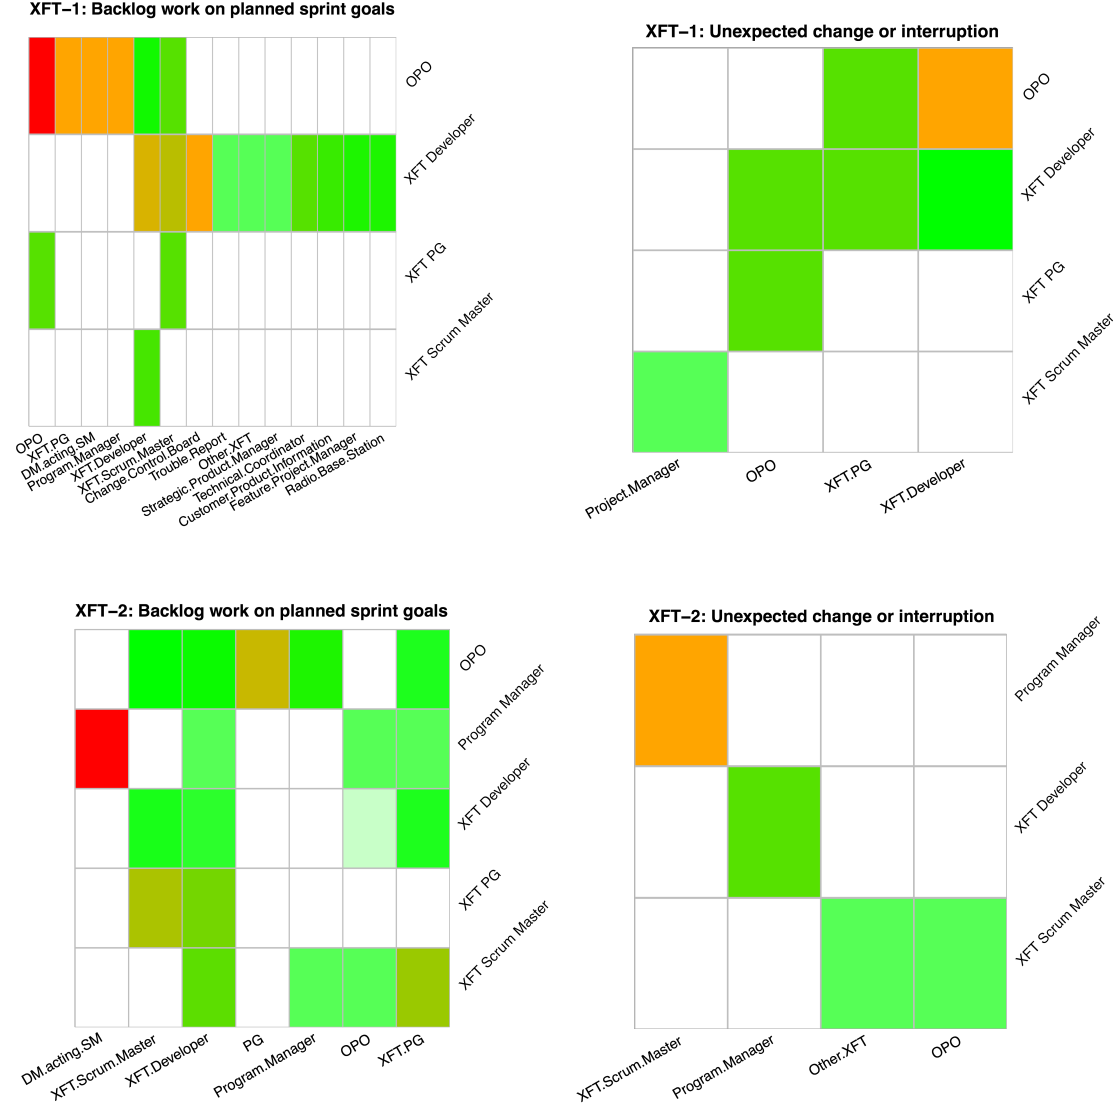 XFT−1: Backlog work on planned sprint goals
OPO
XFT Developer
XFT PG
XFT Scrum Master
OPO
XFT.PG
DM.acting.SM
Program.Manager
XFT.Developer
XFT.Scrum.Master
Change.Control.Board
Trouble.Report
Other.XFT
Strategic.Product.Manager
Technical.Coordinator
Customer.Product.Information
Feature.Project.Manager
Radio.Base.Station
XFT−1: Unexpected change or interruption
OPO
XFT Developer
XFT PG
XFT Scrum Master
Project.Manager
OPO
XFT.PG
XFT.Developer
XFT−2: Backlog work on planned sprint goals
OPO
Program Manager
XFT Developer
XFT PG
XFT Scrum Master
DM.acting.SM
XFT.Scrum.Master
XFT.Developer
PG
Program.Manager
OPO
XFT.PG
XFT−2: Unexpected change or interruption
Program Manager
XFT Developer
XFT Scrum Master
XFT.Scrum.Master
Program.Manager
Other.XFT
OPO